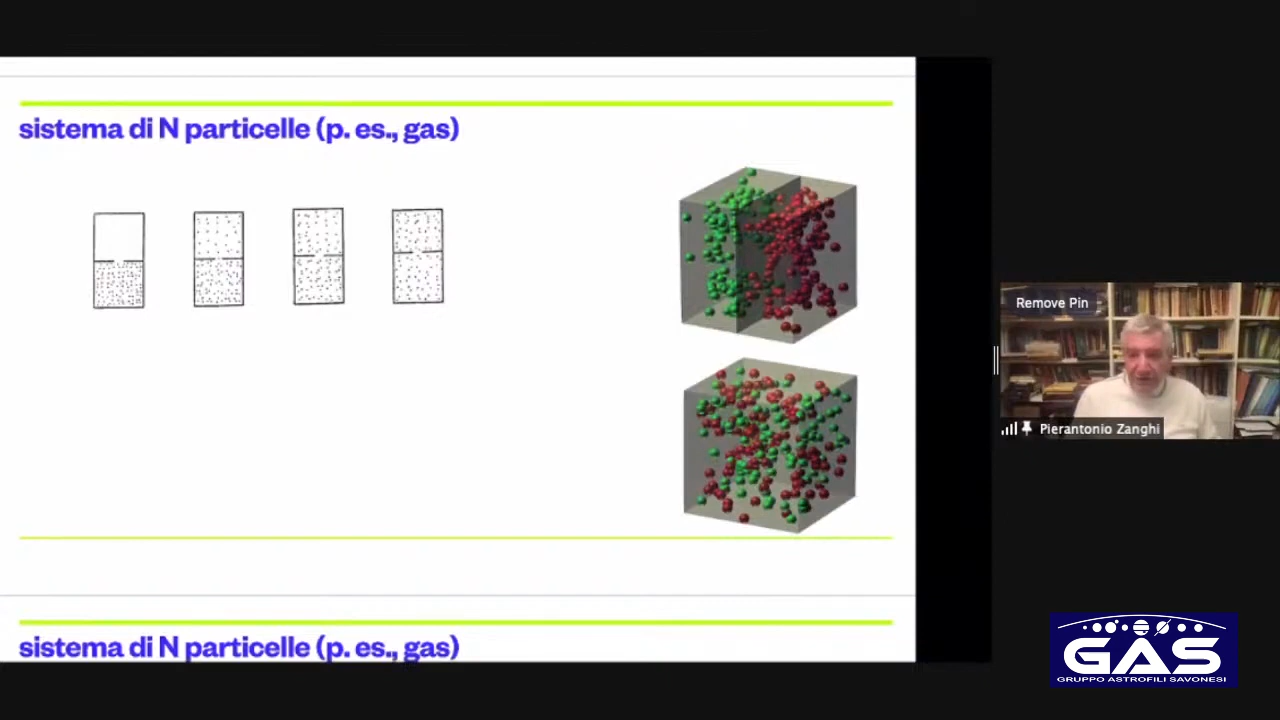 sistema di N particelle (p. es., gas)
Remove Pin
Pierantonio Zanghi
GAS
GRUPPO ASTROFILI SAVONESI
sistema di N particelle (p. es., gas)